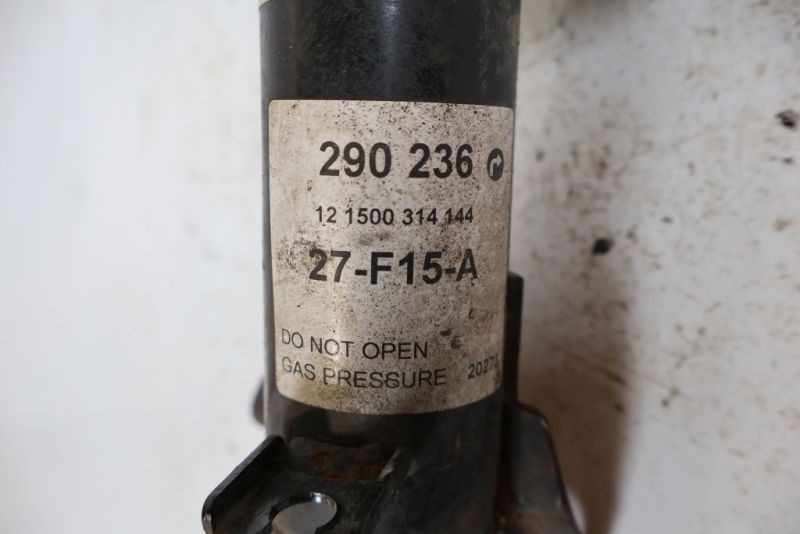 290 236
12 1500 314 144
27-F15-A
DO NOT OPEN
GAS PRESSURE